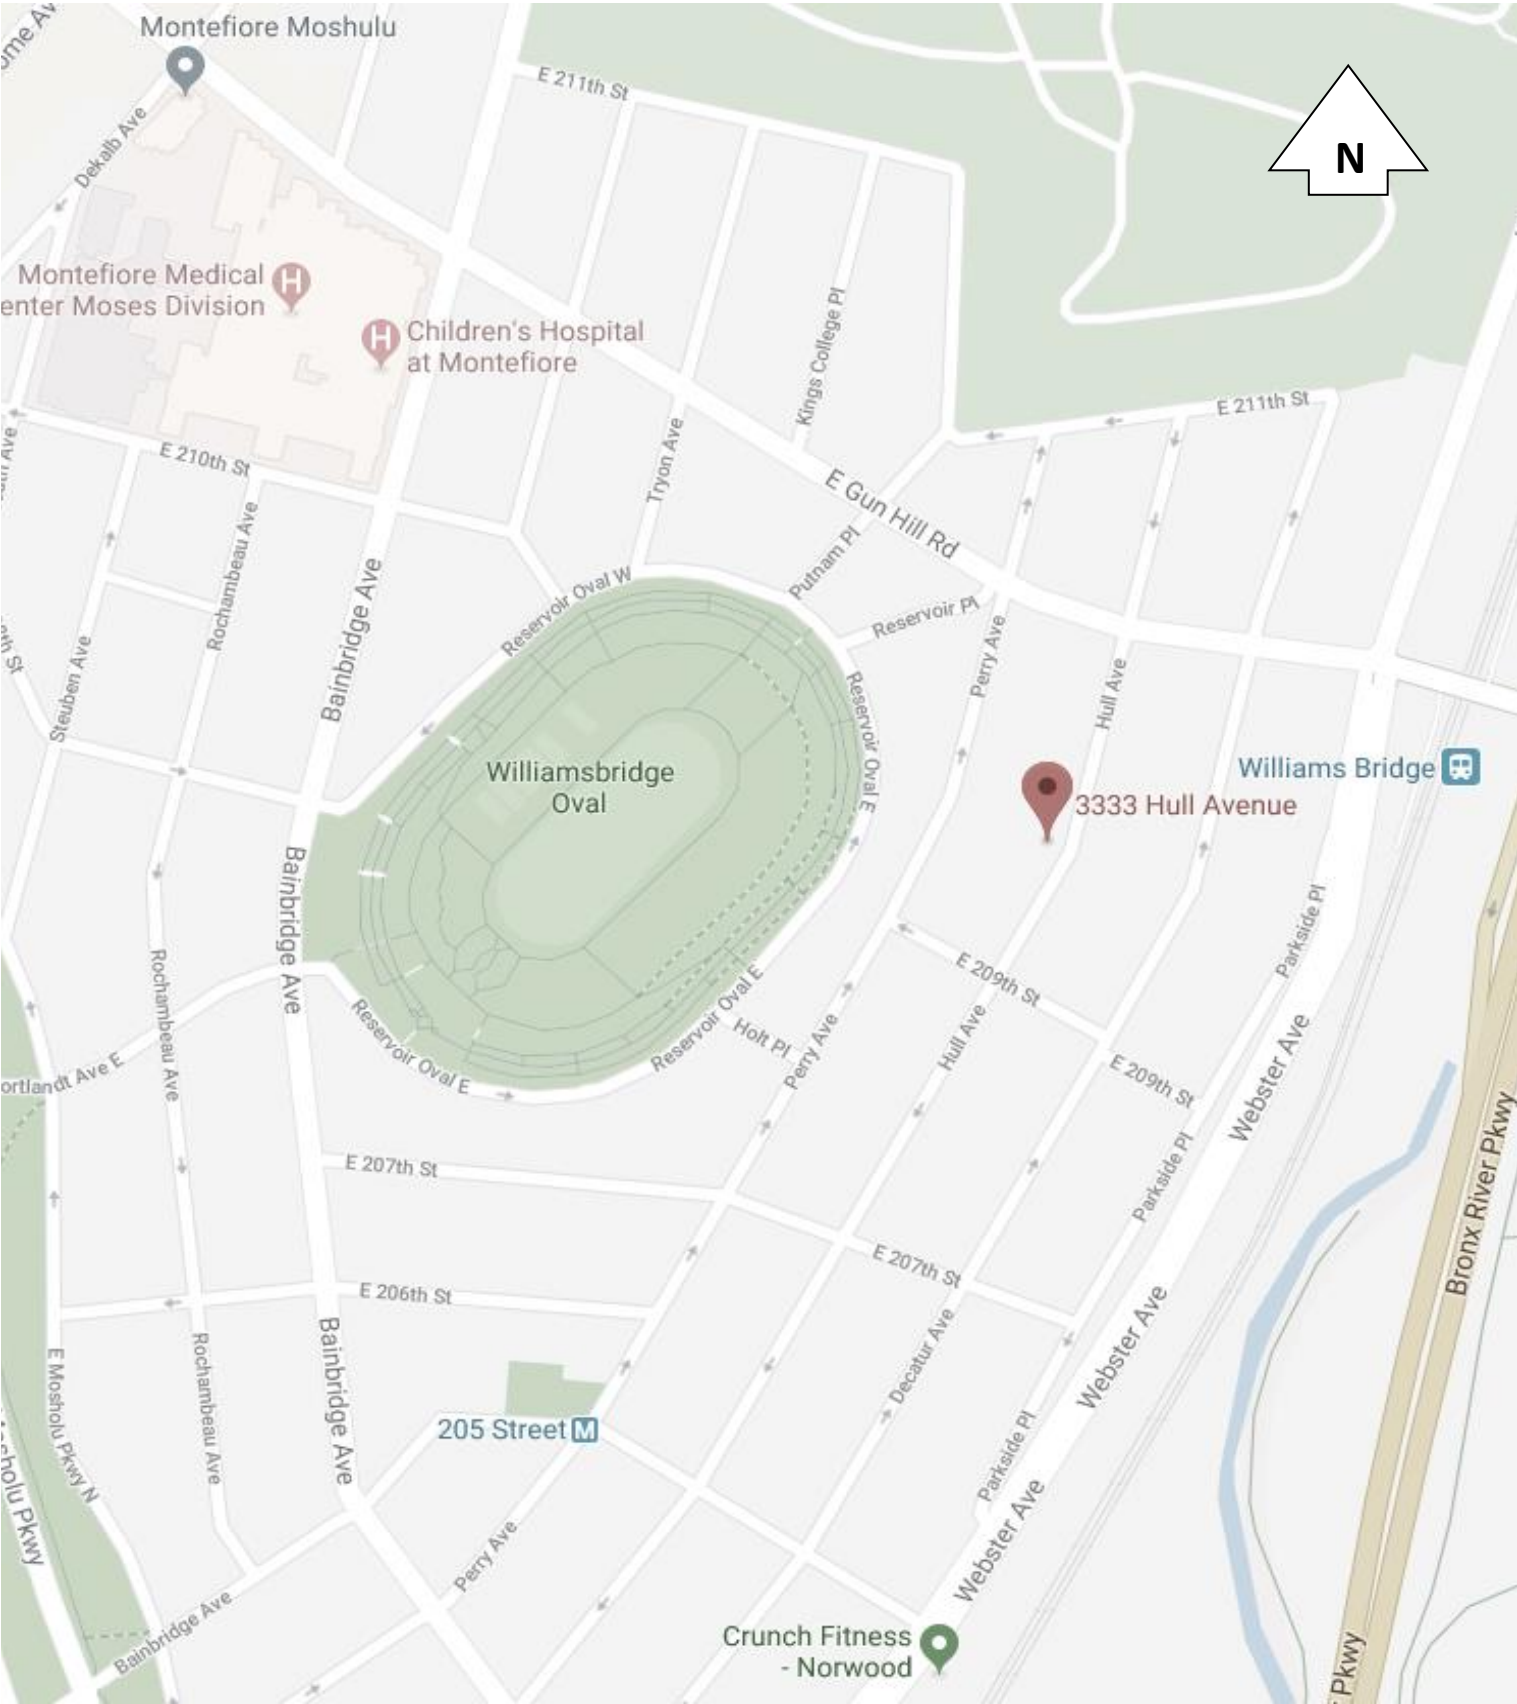 Montefiore Moshulu
E 211th St
N
Dekalb Ave
Montefiore Medical
enter Moses Division
Children's Hospital
at Montefiore
Kings College Pl
E 211th St
E 210th St
Tryon Ave
E Gun Hill Rd
Rochambeau Ave
Bainbridge Ave
Putnam Pl
Reservoir Oval W
Reservoir Pl
Perry Ave
Hull Ave
Steuben Ave
Reservoir Oval E
Williamsbridge
Oval
Williams Bridge
3333 Hull Avenue
Bainbridge Ave
Parkside Pl
E 209th St
Rochambeau Ave
Reservoir Oval E
Reservoir Oval E
Holt Pl
Perry Ave
Hull Ave
Webster Ave
ortlandt Ave E
E 209th St
Parkside Pl
Bronx River Pkwy
E 207th St
E 207th St
E 206th St
Webster Ave
Decatur Ave
E Mosholu Pkwy N
Rochambeau Ave
Bainbridge Ave
205 Street M
Parkside Pl
Webster Ave
sholu Pkwy
Perry Ave
Bainbridge Ave
Crunch Fitness
- Norwood
Pkwy